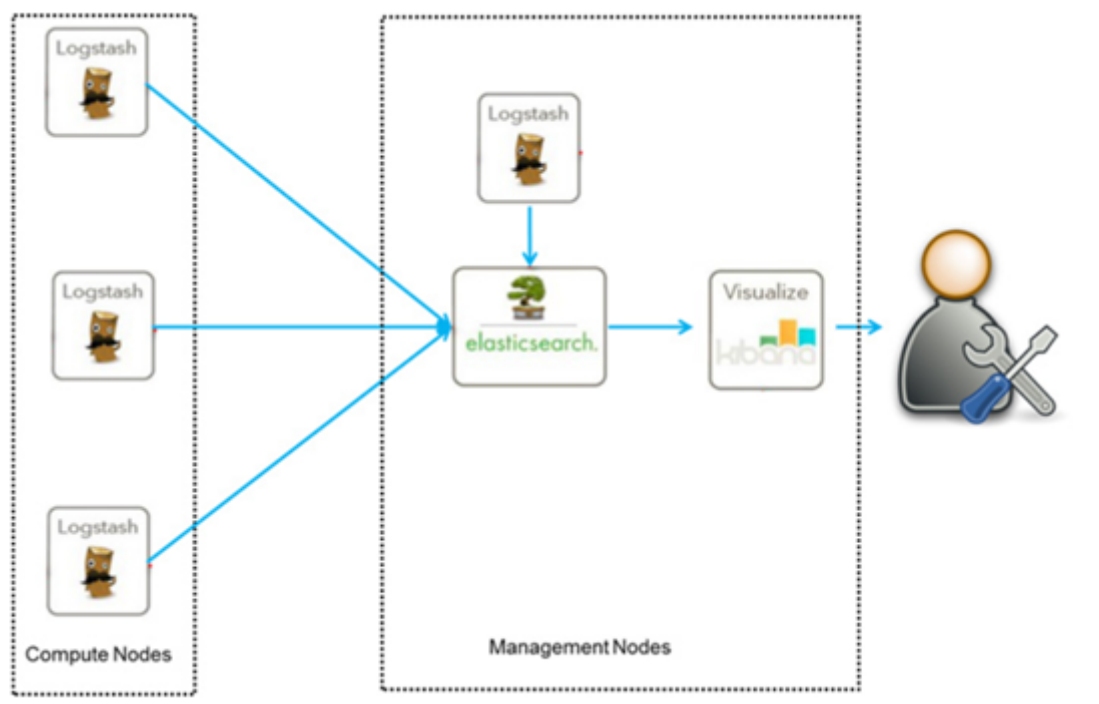 Logstash
Logstash
Logstash
Compute Nodes
Logstash
elasticsearch.
Visualize
kibana
Management Nodes